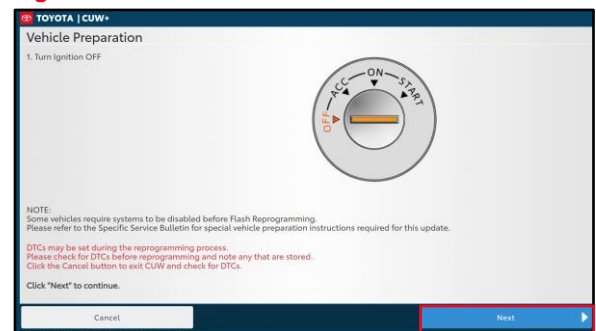 TOYOTA | CUW+
Vehicle Preparation
1. Turn Ignition OFF
OFF
ACC
ON
START
NOTE:
Some vehicles require systems to be disabled before Flash Reprogramming.
Please refer to the Specific Service Bulletin for special vehicle preparation instructions required for this update.
DTCs may be set during the reprogramming process.
Please check for DTCs before reprogramming and note any that are stored.
Click the Cancel button to exit CUW and check for DTCs.
Click "Next" to continue.
Cancel
Next